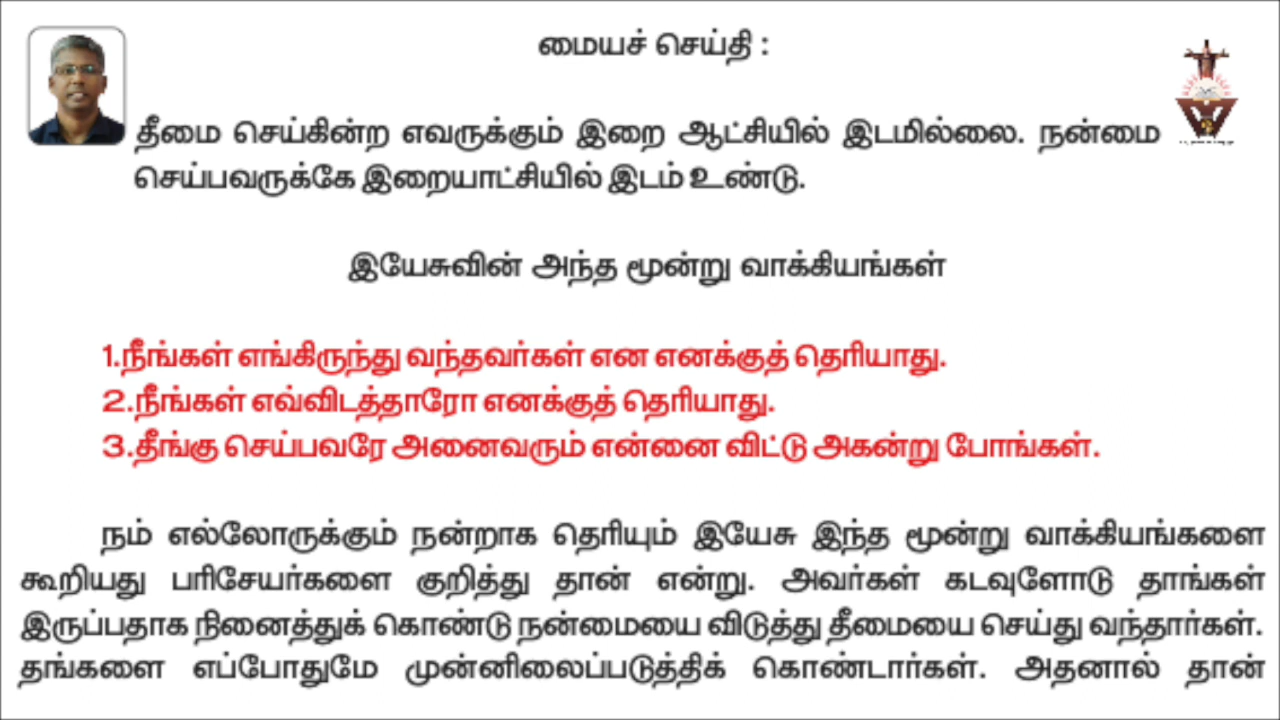 மையச் செய்தி :
தீமை செய்கின்ற எவருக்கும் இறை ஆட்சியில் இடமில்லை. நன்மை
செய்பவருக்கே இறையாட்சியில் இடம் உண்டு.
இயேசுவின் அந்த மூன்று வாக்கியங்கள்
1.நீங்கள் எங்கிருந்து வந்தவர்கள் என எனக்குத் தெரியாது.
2.நீங்கள் எவ்விடத்தாரோ எனக்குத் தெரியாது.
3.தீங்கு செய்பவரே அனைவரும் என்னை விட்டு அகன்று போங்கள்.
நம் எல்லோருக்கும் நன்றாக தெரியும் இயேசு இந்த மூன்று வாக்கியங்களை
கூறியது பரிசேயர்களை குறித்து தான் என்று. அவர்கள் கடவுளோடு தாங்கள்
இருப்பதாக நினைத்துக் கொண்டு நன்மையை விடுத்து தீமையை செய்து வந்தார்கள்.
தங்களை எப்போதுமே முன்னிலைப்படுத்திக் கொண்டார்கள். அதனால் தான்